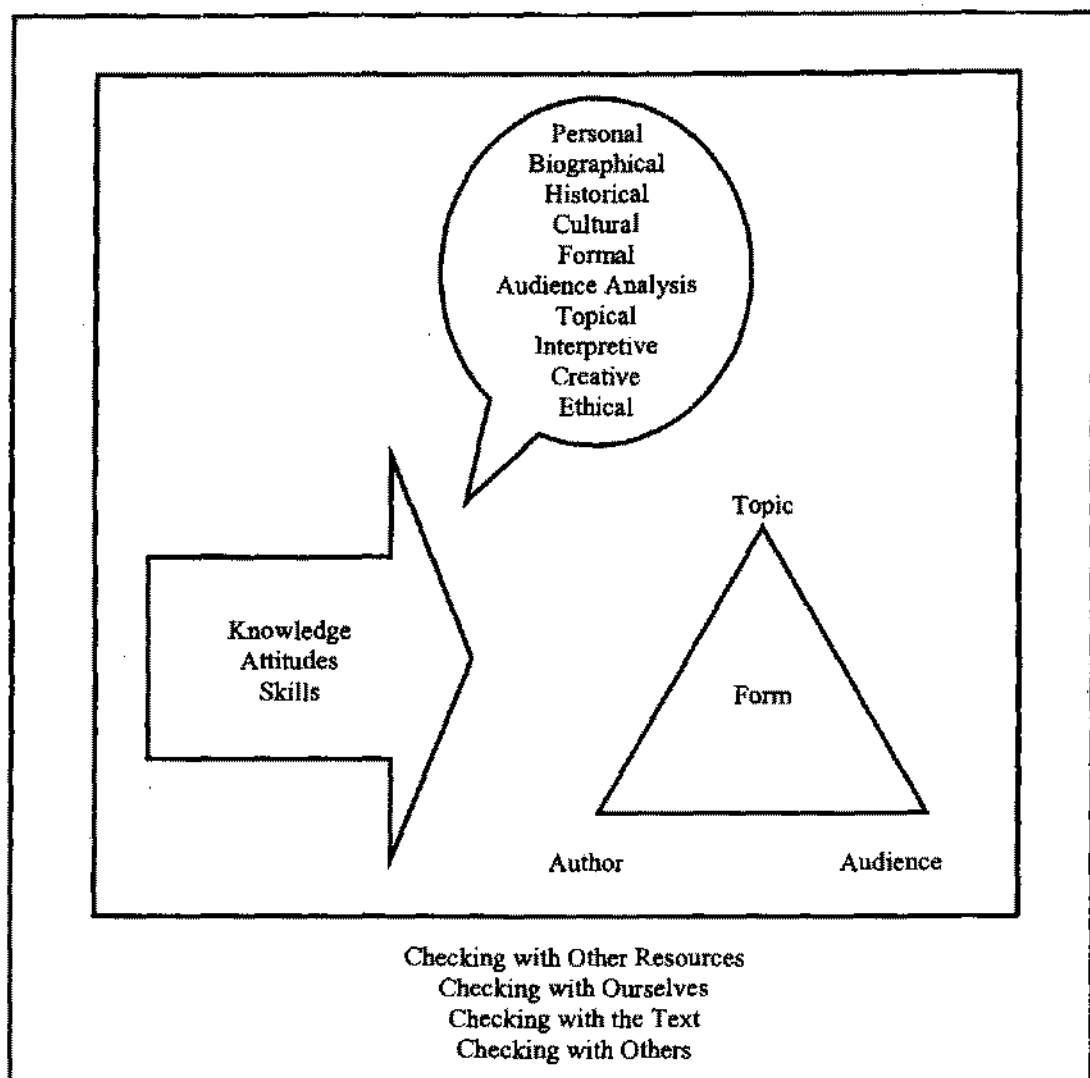 Personal
Biographical
Historical
Cultural
Formal
Audience Analysis
Topical
Interpretive
Creative
Ethical
Topic
Knowledge
Attitudes
Skills
Form
Author Audience
Checking with Other Resources
Checking with Ourselves
Checking with the Text
Checking with Others